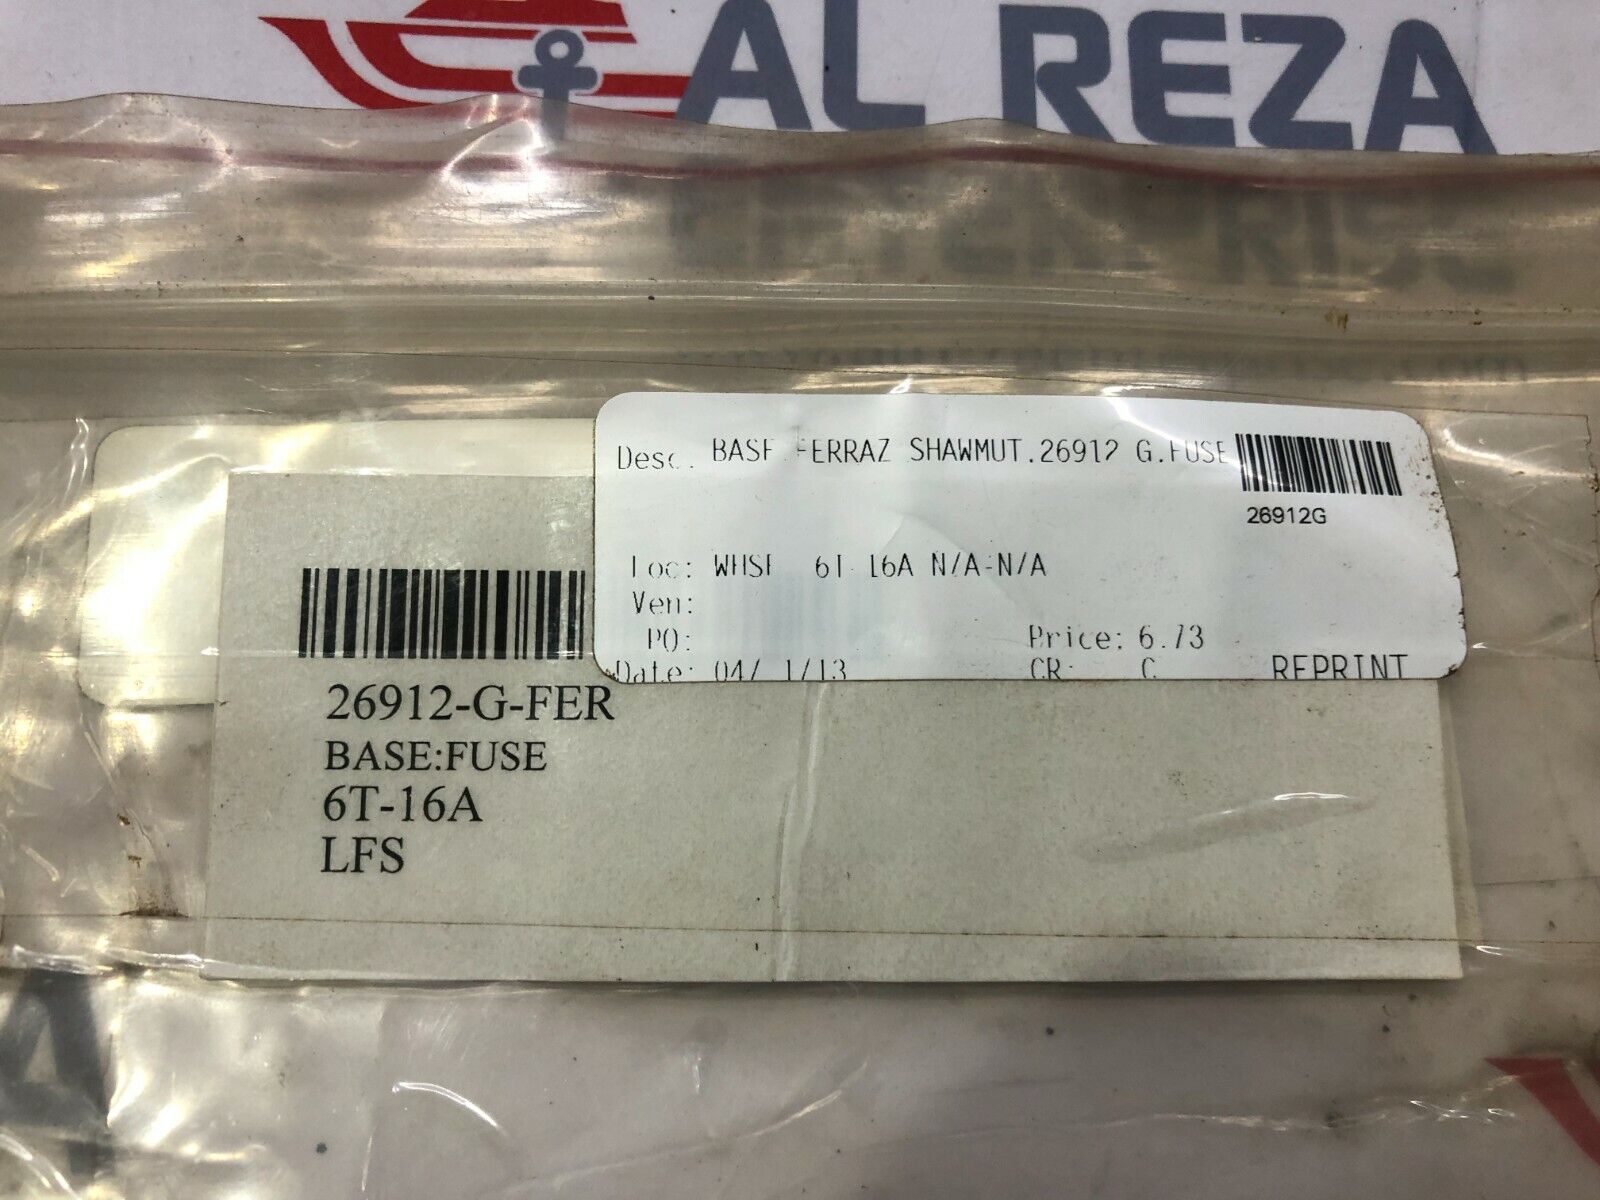 AL REZA
ENTERPRISE
Desc. BASE.FERRAZ SHAWMUT.26912 G.FUSE
26912G
Loc: WHSE 6T-16A N/A-N/A
Ven:
PO: Price: 6.73
Date: 04/ 1/13 CR: C REPRINT
26912-G-FER
BASE:FUSE
6T-16A
LFS